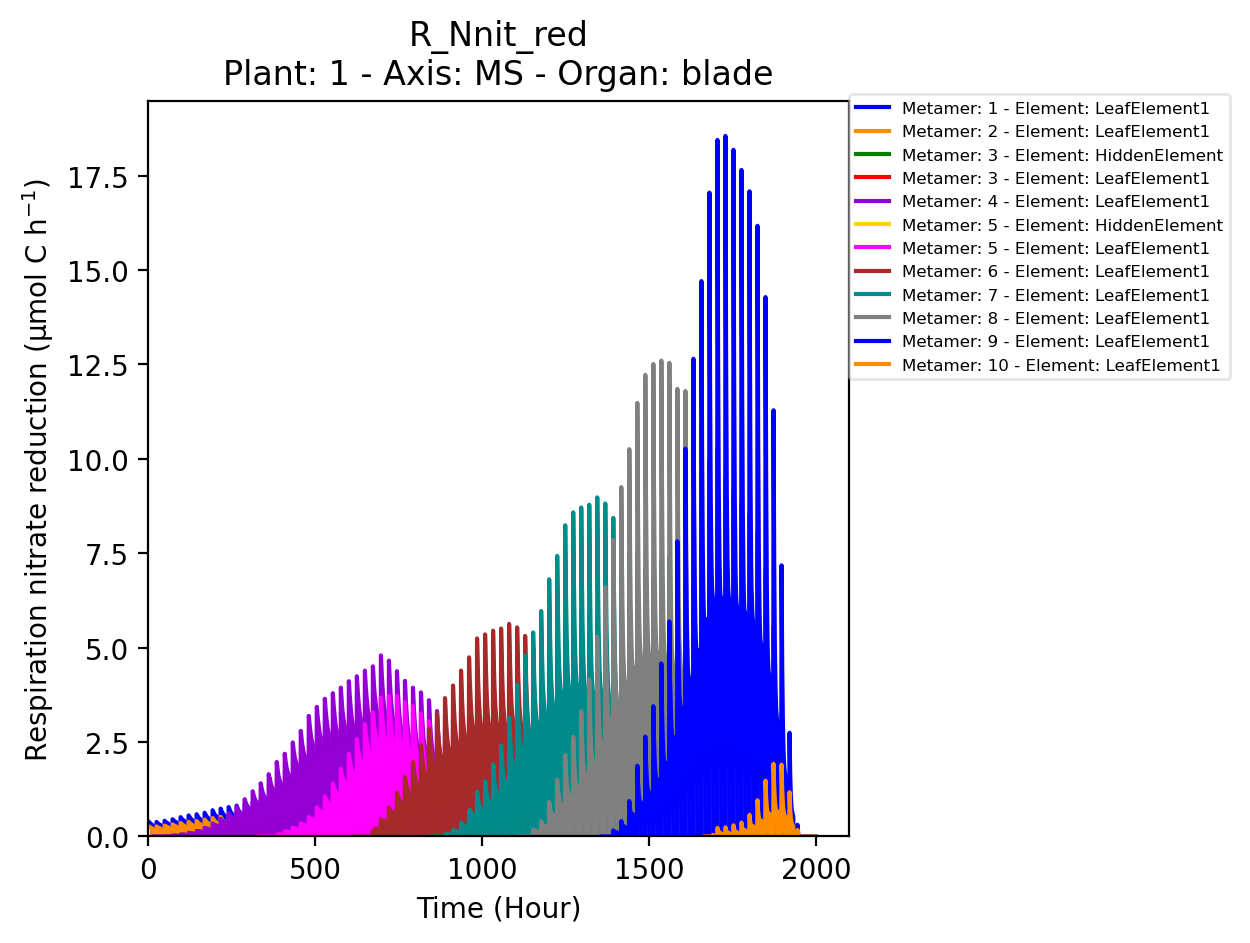 R_Nnit_red
Plant: 1 - Axis: MS - Organ: blade
Respiration nitrate reduction (µmol C h⁻¹)
17.5
15.0
12.5
10.0
7.5
5.0
2.5
0.0
0 500 1000 1500 2000
Time (Hour)
Metamer: 1 - Element: LeafElement1
Metamer: 2 - Element: LeafElement1
Metamer: 3 - Element: HiddenElement
Metamer: 3 - Element: LeafElement1
Metamer: 4 - Element: LeafElement1
Metamer: 5 - Element: HiddenElement
Metamer: 5 - Element: LeafElement1
Metamer: 6 - Element: LeafElement1
Metamer: 7 - Element: LeafElement1
Metamer: 8 - Element: LeafElement1
Metamer: 9 - Element: LeafElement1
Metamer: 10 - Element: LeafElement1